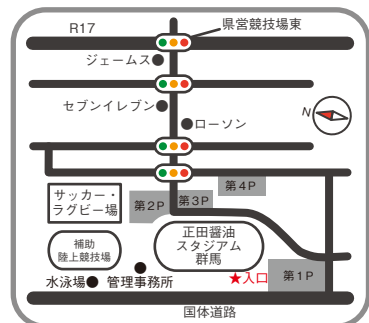 R17
県営競技場東
ジェームス
セブンイレブン
ローソン
N
第4P
サッカー・
ラグビー場
第2P
第3P
正田醤油
スタジアム
群馬
補助
陸上競技場
★入口
第1P
水泳場
管理事務所
国体道路